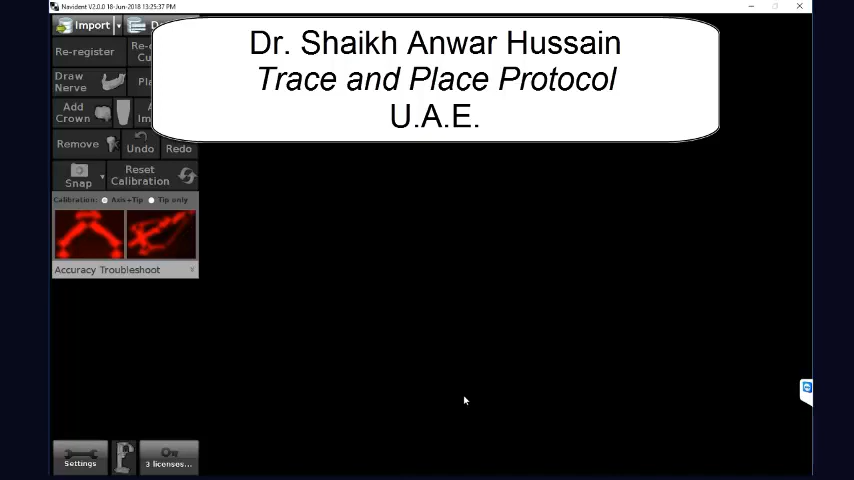 Navident V2.0.0 18-Jun-2018 13:25:37 PM
Import
Dr. Shaikh Anwar Hussain
Trace and Place Protocol
U.A.E.
Re-register
Draw Nerve
Add Crown
Remove
Undo
Redo
Snap
Reset Calibration
Calibration: Axis+Tip Tip only
Accuracy Troubleshoot
Settings
3 licenses...